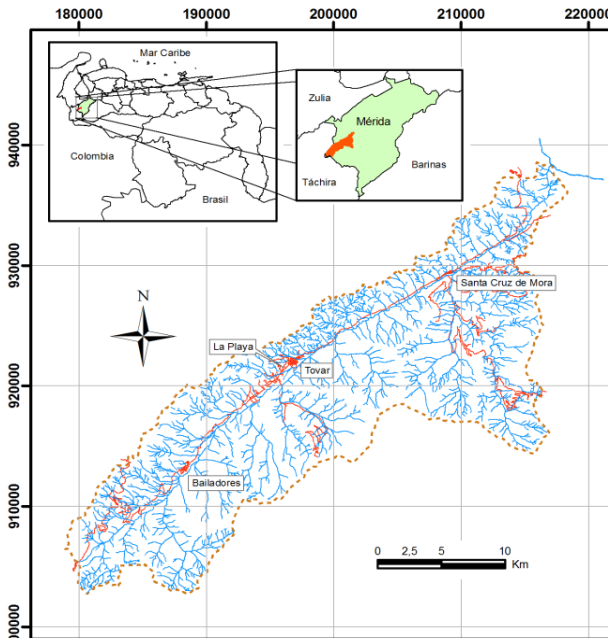 180000
190000
200000
210000
220000
Mar Caribe
Colombia
Brasil
Zulia
Mérida
Barinas
Táchira
940000
930000
920000
910000
Santa Cruz de Mora
N
La Playa
Tovar
Bailadores
0 2,5 5 10
Km